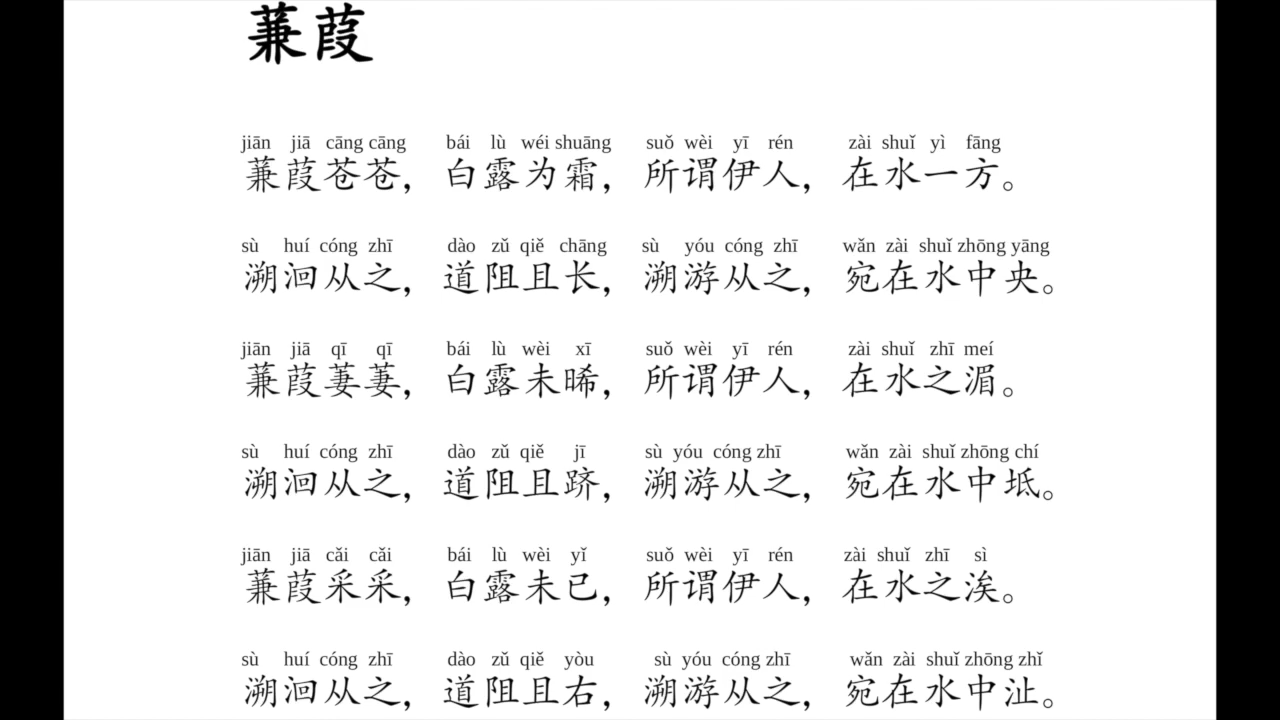 蒹葭
jiān jiā cāng cāng bái lù wéi shuāng suǒ wèi yī rén zài shuǐ yì fāng
蒹葭苍苍，白露为霜，所谓伊人，在水一方。
sù huí cóng zhī dào zǔ qiě chāng sù yóu cóng zhī wǎn zài shuǐ zhōng yāng
溯洄从之，道阻且长，溯游从之，宛在水中央。
jiān jiā qī qī bái lù wèi xī suǒ wèi yī rén zài shuǐ zhī meí
蒹葭萋萋，白露未晞，所谓伊人，在水之湄。
sù huí cóng zhī dào zǔ qiě jī sù yóu cóng zhī wǎn zài shuǐ zhōng chí
溯洄从之，道阻且跻，溯游从之，宛在水中坻。
jiān jiā cǎi cǎi bái lù wèi yǐ suǒ wèi yī rén zài shuǐ zhī sì
蒹葭采采，白露未已，所谓伊人，在水之涘。
sù huí cóng zhī dào zǔ qiě yòu sù yóu cóng zhī wǎn zài shuǐ zhōng zhǐ
溯洄从之，道阻且右，溯游从之，宛在水中沚。